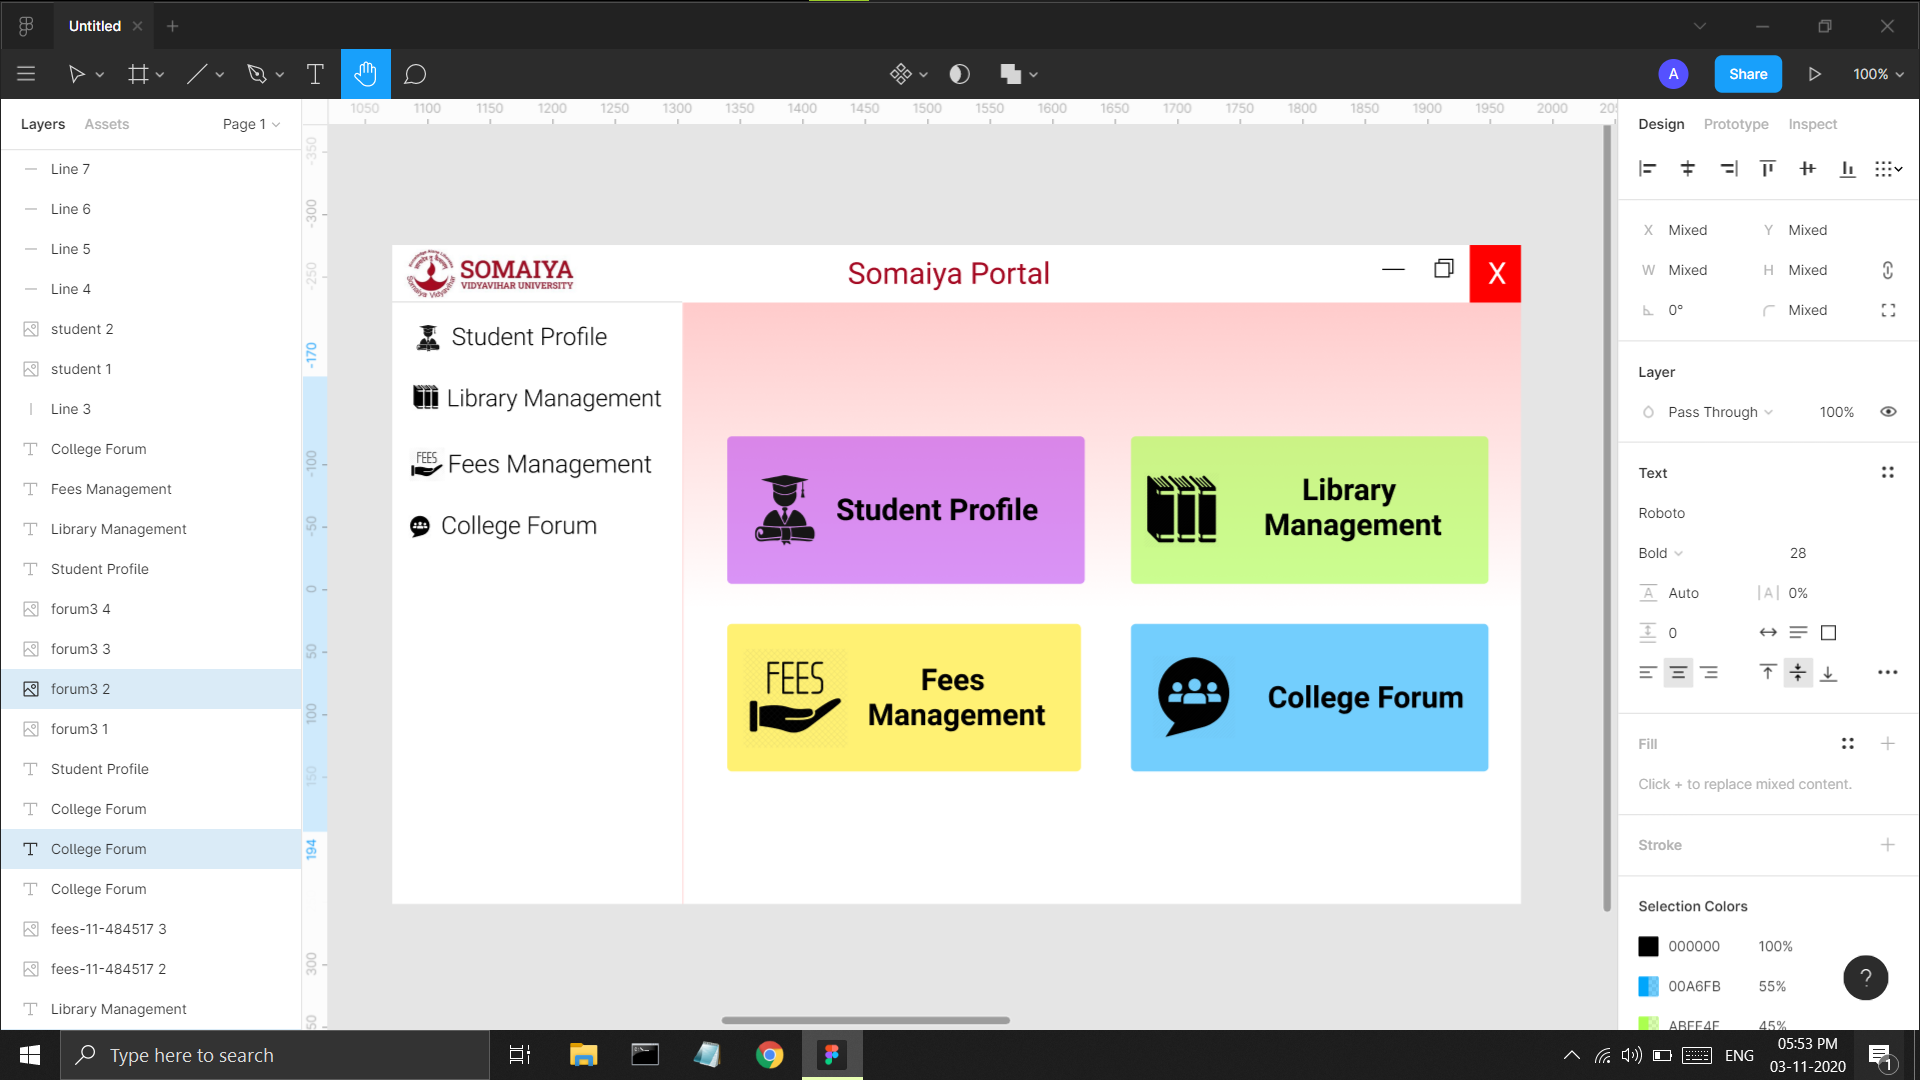 Untitled
A
Share
100%
Layers
Assets
Page 1
1050 1100 1150 1200 1250 1300 1350 1400 1450 1500 1550 1600 1650 1700 1750 1800 1850 1900 1950 2000
Design
Prototype
Inspect
Line 7
Line 6
Line 5
Line 4
student 2
student 1
Line 3
College Forum
Fees Management
Library Management
Student Profile
forum3 4
forum3 3
forum3 2
forum3 1
Student Profile
College Forum
College Forum
College Forum
fees-11-484517 3
fees-11-484517 2
Library Management
-350
-300
-250
-170
-100
-50
0
50
100
150
194
300
SOMAIYA
VIDYAVIHAR UNIVERSITY
Somaiya Portal
X
Student Profile
Library Management
FEES
Fees Management
College Forum
Student Profile
Library
Management
FEES
Fees
Management
College Forum
X Mixed
Y Mixed
W Mixed
H Mixed
0°
Mixed
Layer
Pass Through
100%
Text
Roboto
Bold
28
Auto
0%
0
Fill
Click + to replace mixed content.
Stroke
Selection Colors
000000 100%
00A6FB 55%
ABFF4F 45%
?
Type here to search
ENG
05:53 PM
03-11-2020
1